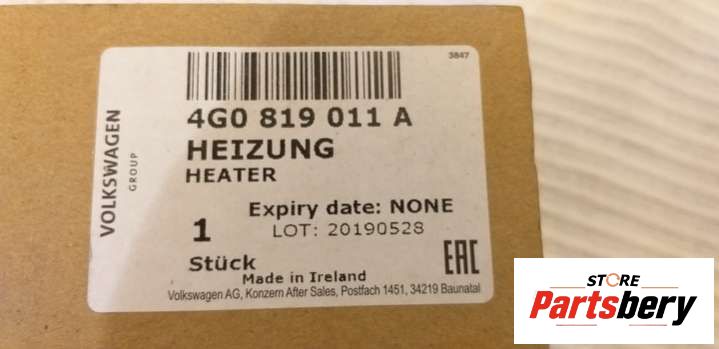 3847
4G0 819 011 A
HEIZUNG
HEATER
VOLKSWAGEN
GROUP
Expiry date: NONE
1
LOT: 20190528
Stück
EAC
Made in Ireland
Volkswagen AG, Konzern After Sales, Postfach 1451, 34219 Baunatal
STORE
Partsbery